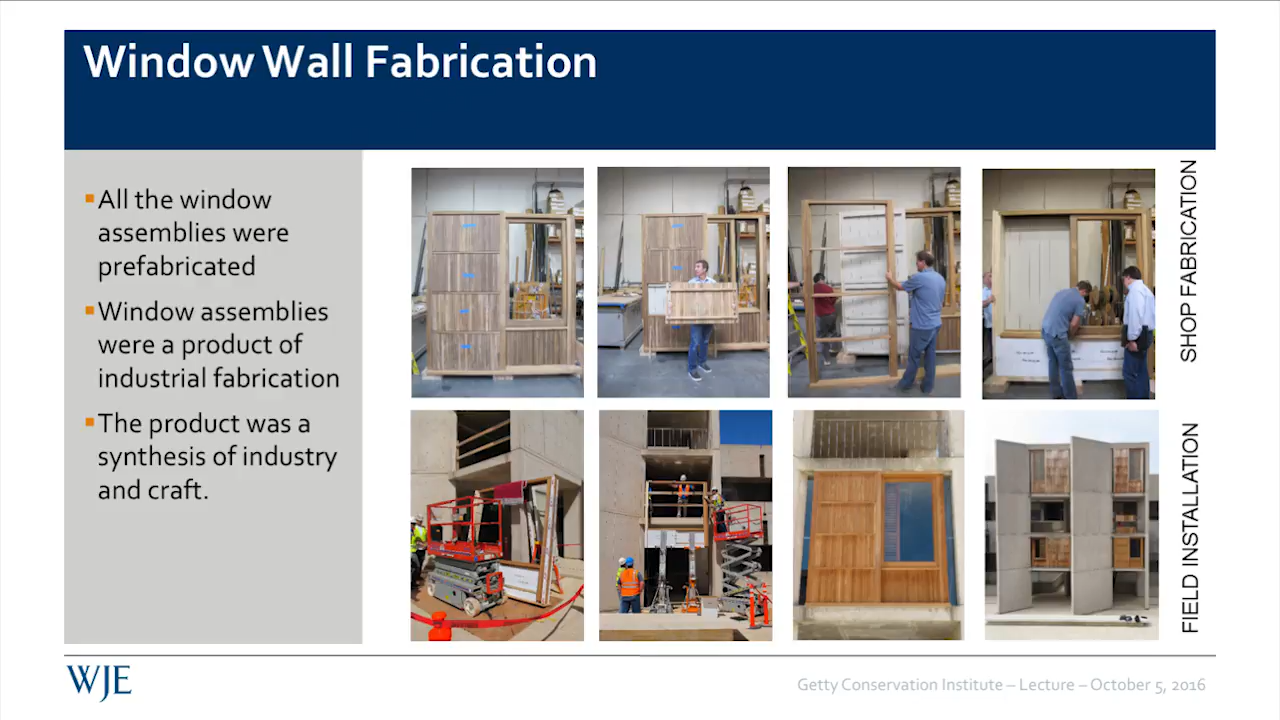 Window Wall Fabrication
▪All the window
assemblies were
prefabricated
▪Window assemblies
were a product of
industrial fabrication
▪The product was a
synthesis of industry
and craft.
SHOP FABRICATION
FIELD INSTALLATION
WJE
Getty Conservation Institute – Lecture – October 5, 2016